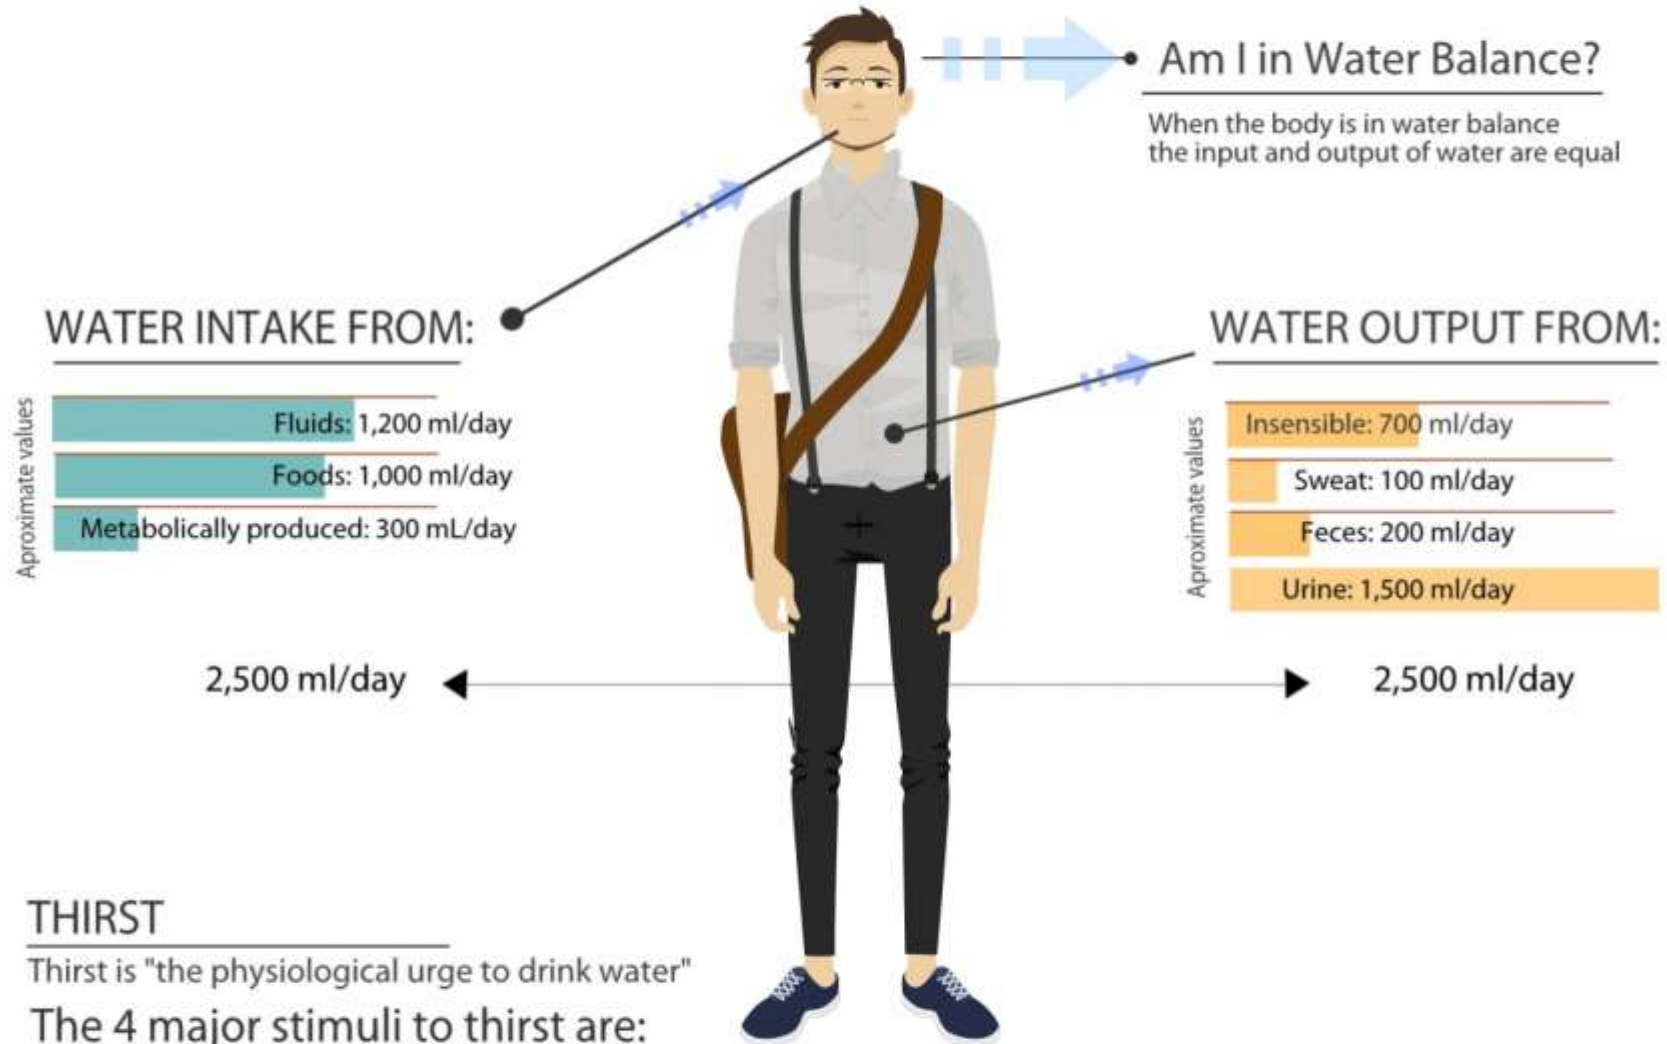 Am I in Water Balance?
When the body is in water balance
the input and output of water are equal
WATER INTAKE FROM:
Aproximate values
Fluids: 1,200 ml/day
Foods: 1,000 ml/day
Metabolically produced: 300 mL/day
2,500 ml/day
WATER OUTPUT FROM:
Aproximate values
Insensible: 700 ml/day
Sweat: 100 ml/day
Feces: 200 ml/day
Urine: 1,500 ml/day
2,500 ml/day
THIRST
Thirst is "the physiological urge to drink water"
The 4 major stimuli to thirst are: